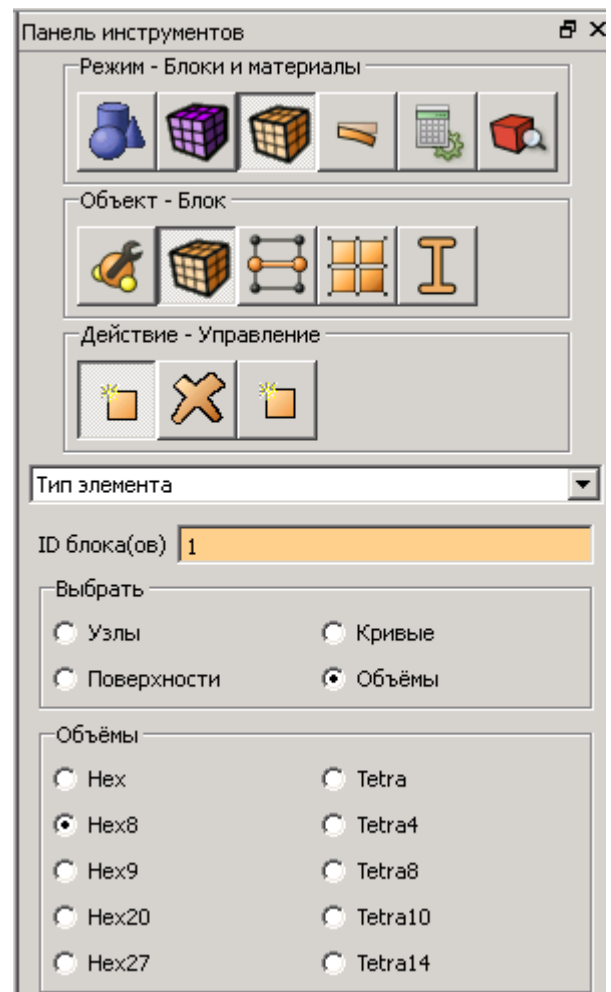 Панель инструментов
Режим - Блоки и материалы
Объект - Блок
Действие - Управление
Тип элемента
ID блока(ов) 1
Выбрать
Узлы Кривые
Поверхности Объёмы
Объёмы
Hex Tetra
Hex8 Tetra4
Hex9 Tetra8
Hex20 Tetra10
Hex27 Tetra14